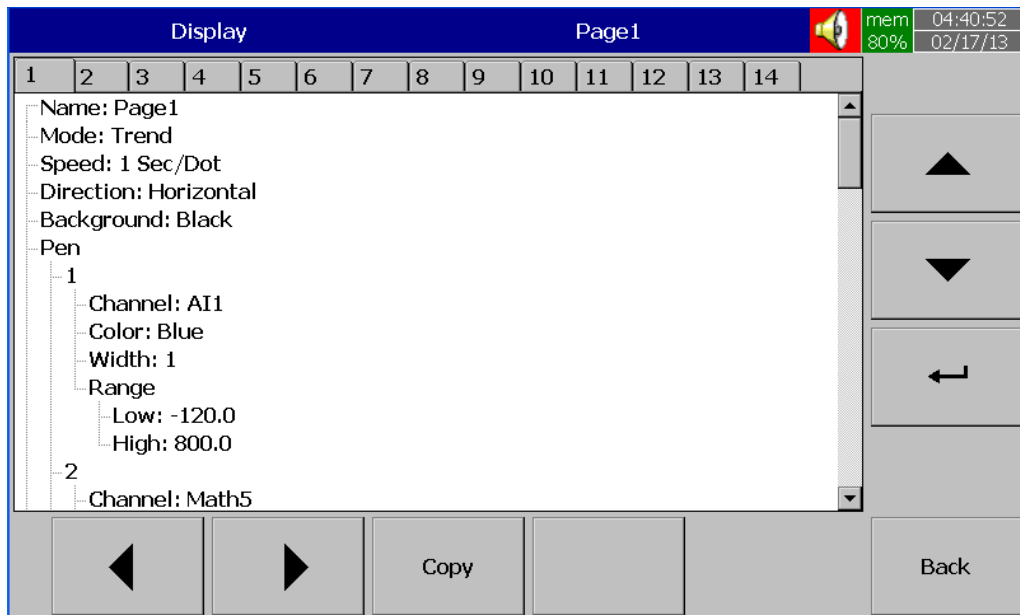 Display Page1 mem 04:40:52
80% 02/17/13
1 2 3 4 5 6 7 8 9 10 11 12 13 14
Name: Page1
Mode: Trend
Speed: 1 Sec/Dot
Direction: Horizontal
Background: Black
Pen
1
Channel: AI1
Color: Blue
Width: 1
Range
Low: -120.0
High: 800.0
2
Channel: Math5
Copy Back